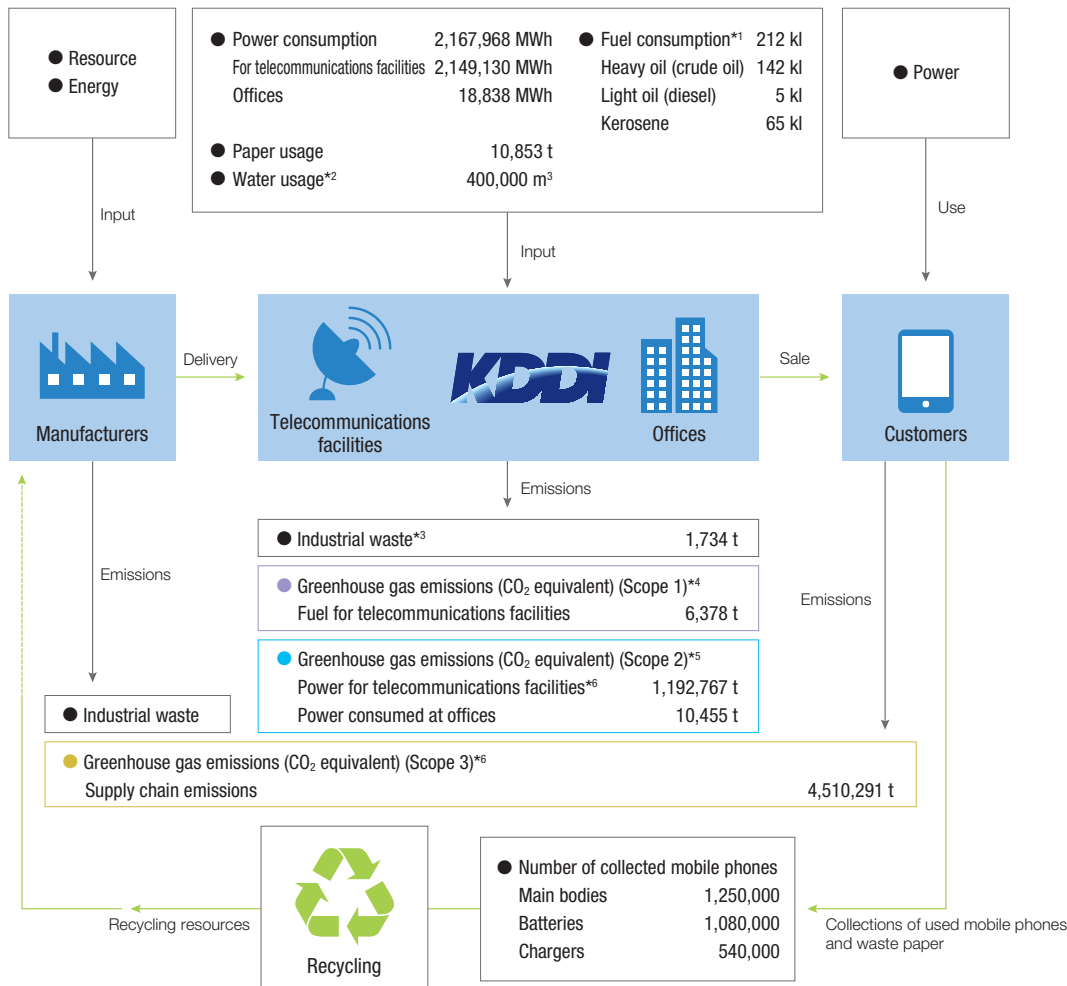 ● Resource
● Energy
● Power consumption 2,167,968 MWh
For telecommunications facilities 2,149,130 MWh
Offices 18,838 MWh
● Paper usage 10,853 t
● Water usage*2 400,000 m³
● Fuel consumption*1 212 kl
Heavy oil (crude oil) 142 kl
Light oil (diesel) 5 kl
Kerosene 65 kl
● Power
Input
Input
Use
Manufacturers
Delivery
Telecommunications
facilities
KDDI
Offices
Sale
Customers
Emissions
Emissions
Emissions
● Industrial waste*3 1,734 t
● Greenhouse gas emissions (CO₂ equivalent) (Scope 1)*4
Fuel for telecommunications facilities 6,378 t
● Greenhouse gas emissions (CO₂ equivalent) (Scope 2)*5
Power for telecommunications facilities*6 1,192,767 t
Power consumed at offices 10,455 t
● Industrial waste
● Greenhouse gas emissions (CO₂ equivalent) (Scope 3)*6
Supply chain emissions 4,510,291 t
Recycling resources
Recycling
● Number of collected mobile phones
Main bodies 1,250,000
Batteries 1,080,000
Chargers 540,000
Collections of used mobile phones
and waste paper